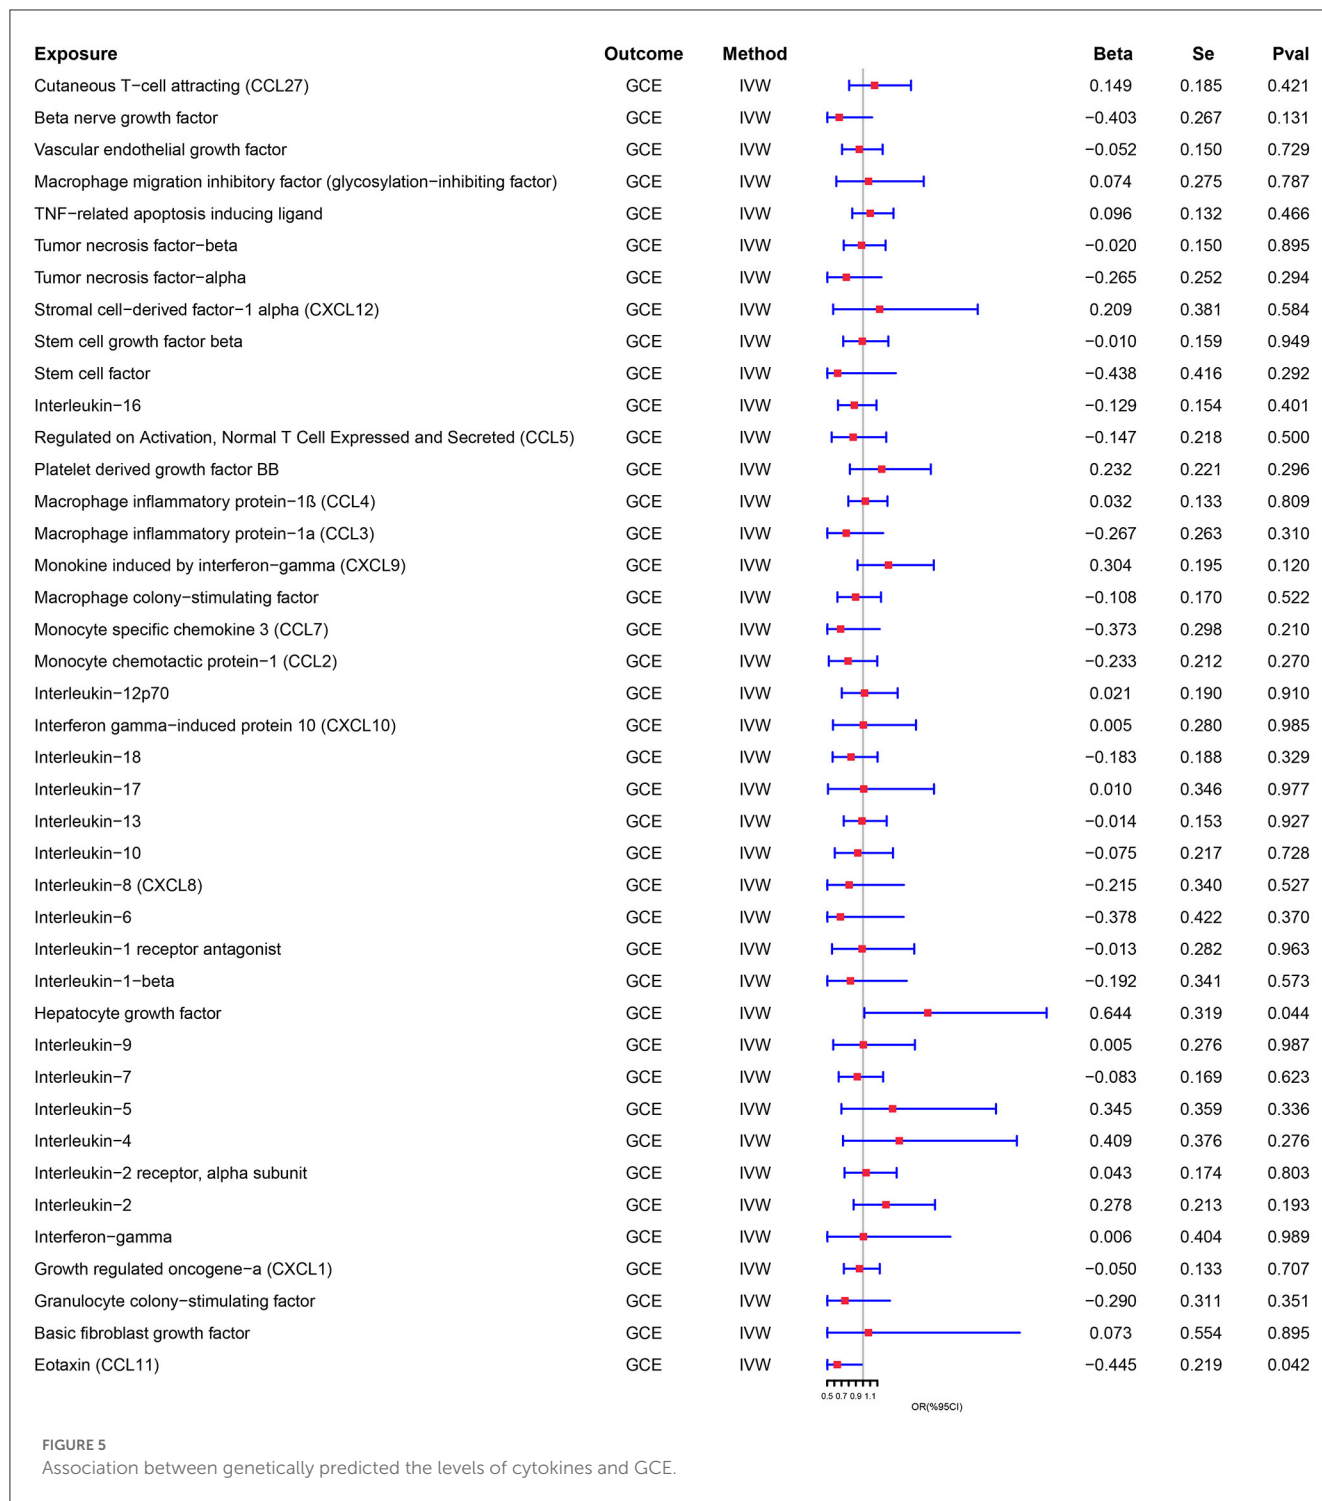 Exposure Outcome Method Beta Se Pval
Cutaneous T−cell attracting (CCL27) GCE IVW 0.149 0.185 0.421
Beta nerve growth factor GCE IVW −0.403 0.267 0.131
Vascular endothelial growth factor GCE IVW −0.052 0.150 0.729
Macrophage migration inhibitory factor (glycosylation−inhibiting factor) GCE IVW 0.074 0.275 0.787
TNF−related apoptosis inducing ligand GCE IVW 0.096 0.132 0.466
Tumor necrosis factor−beta GCE IVW −0.020 0.150 0.895
Tumor necrosis factor−alpha GCE IVW −0.265 0.252 0.294
Stromal cell−derived factor−1 alpha (CXCL12) GCE IVW 0.209 0.381 0.584
Stem cell growth factor beta GCE IVW −0.010 0.159 0.949
Stem cell factor GCE IVW −0.438 0.416 0.292
Interleukin−16 GCE IVW −0.129 0.154 0.401
Regulated on Activation, Normal T Cell Expressed and Secreted (CCL5) GCE IVW −0.147 0.218 0.500
Platelet derived growth factor BB GCE IVW 0.232 0.221 0.296
Macrophage inflammatory protein−1ß (CCL4) GCE IVW 0.032 0.133 0.809
Macrophage inflammatory protein−1a (CCL3) GCE IVW −0.267 0.263 0.310
Monokine induced by interferon−gamma (CXCL9) GCE IVW 0.304 0.195 0.120
Macrophage colony−stimulating factor GCE IVW −0.108 0.170 0.522
Monocyte specific chemokine 3 (CCL7) GCE IVW −0.373 0.298 0.210
Monocyte chemotactic protein−1 (CCL2) GCE IVW −0.233 0.212 0.270
Interleukin−12p70 GCE IVW 0.021 0.190 0.910
Interferon gamma−induced protein 10 (CXCL10) GCE IVW 0.005 0.280 0.985
Interleukin−18 GCE IVW −0.183 0.188 0.329
Interleukin−17 GCE IVW 0.010 0.346 0.977
Interleukin−13 GCE IVW −0.014 0.153 0.927
Interleukin−10 GCE IVW −0.075 0.217 0.728
Interleukin−8 (CXCL8) GCE IVW −0.215 0.340 0.527
Interleukin−6 GCE IVW −0.378 0.422 0.370
Interleukin−1 receptor antagonist GCE IVW −0.013 0.282 0.963
Interleukin−1−beta GCE IVW −0.192 0.341 0.573
Hepatocyte growth factor GCE IVW 0.644 0.319 0.044
Interleukin−9 GCE IVW 0.005 0.276 0.987
Interleukin−7 GCE IVW −0.083 0.169 0.623
Interleukin−5 GCE IVW 0.345 0.359 0.336
Interleukin−4 GCE IVW 0.409 0.376 0.276
Interleukin−2 receptor, alpha subunit GCE IVW 0.043 0.174 0.803
Interleukin−2 GCE IVW 0.278 0.213 0.193
Interferon−gamma GCE IVW 0.006 0.404 0.989
Growth regulated oncogene−a (CXCL1) GCE IVW −0.050 0.133 0.707
Granulocyte colony−stimulating factor GCE IVW −0.290 0.311 0.351
Basic fibroblast growth factor GCE IVW 0.073 0.554 0.895
Eotaxin (CCL11) GCE IVW −0.445 0.219 0.042
0.5 0.7 0.9 1.1
OR(%95CI)
FIGURE 5
Association between genetically predicted the levels of cytokines and GCE.